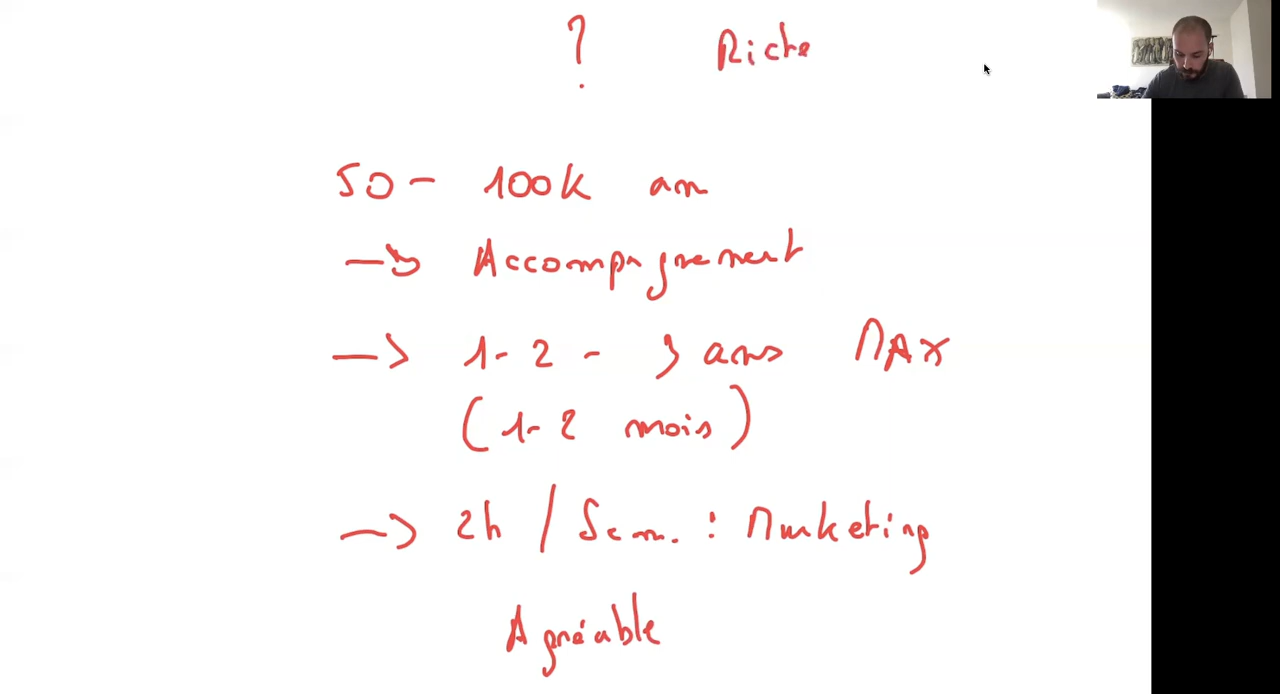 ? Riche
50 - 100k an
→ Accompagnement
→ 1 - 2 - 3 ans MAX
(1 - 2 mois)
→ 2h / Sem. : Marketing
Agréable